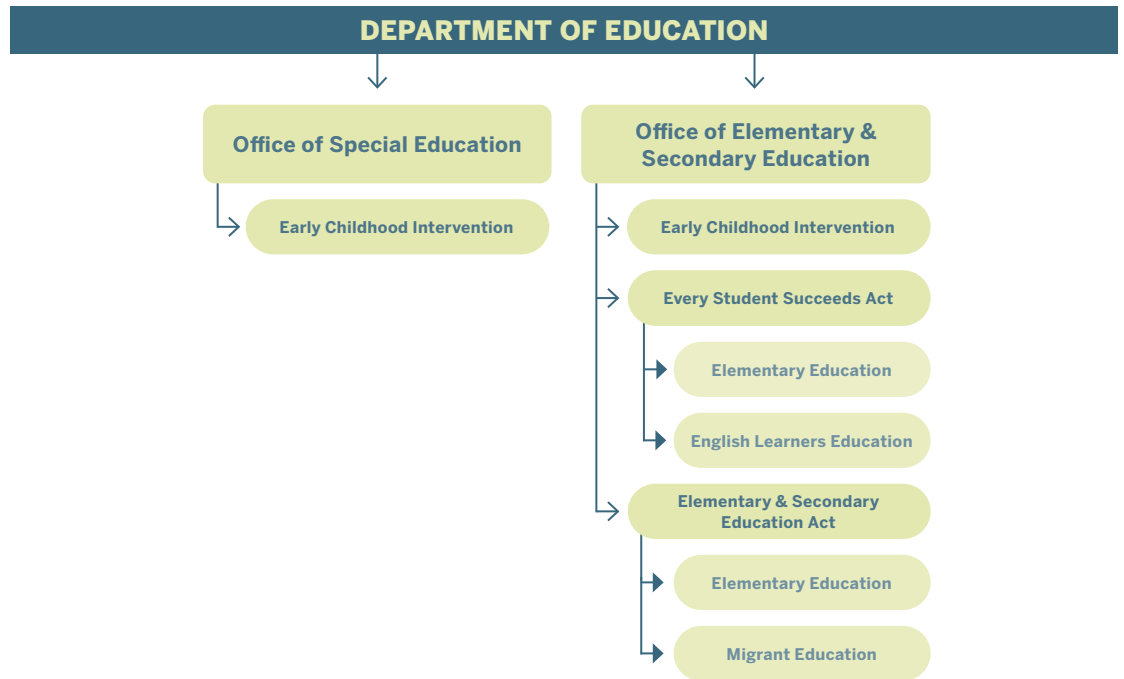 DEPARTMENT OF EDUCATION
Office of Special Education
Early Childhood Intervention
Office of Elementary &
Secondary Education
Early Childhood Intervention
Every Student Succeeds Act
Elementary Education
English Learners Education
Elementary & Secondary
Education Act
Elementary Education
Migrant Education